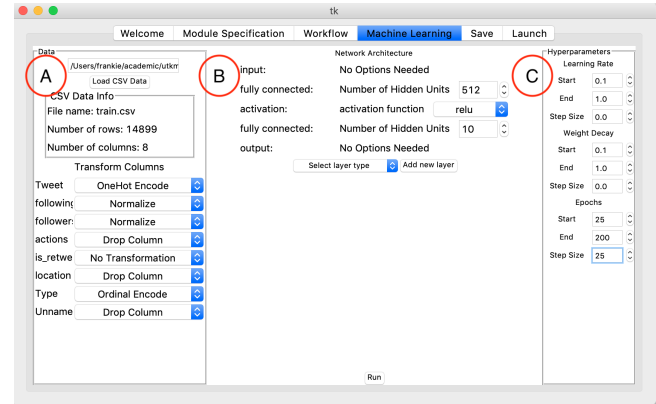 tk
Welcome Module Specification Workflow Machine Learning Save Launch
Data
A
/Users/frankie/academic/utkm
Load CSV Data
CSV Data Info
File name: train.csv
Number of rows: 14899
Number of columns: 8
Transform Columns
Tweet OneHot Encode
following Normalize
followers Normalize
actions Drop Column
is_retwe No Transformation
location Drop Column
Type Ordinal Encode
Unname Drop Column
B
Network Architecture
input: No Options Needed
fully connected: Number of Hidden Units 512
activation: activation function relu
fully connected: Number of Hidden Units 10
output: No Options Needed
Select layer type Add new layer
Run
C
Hyperparameters
Learning Rate
Start 0.1
End 1.0
Step Size 0.0
Weight Decay
Start 0.1
End 1.0
Step Size 0.0
Epochs
Start 25
End 200
Step Size 25